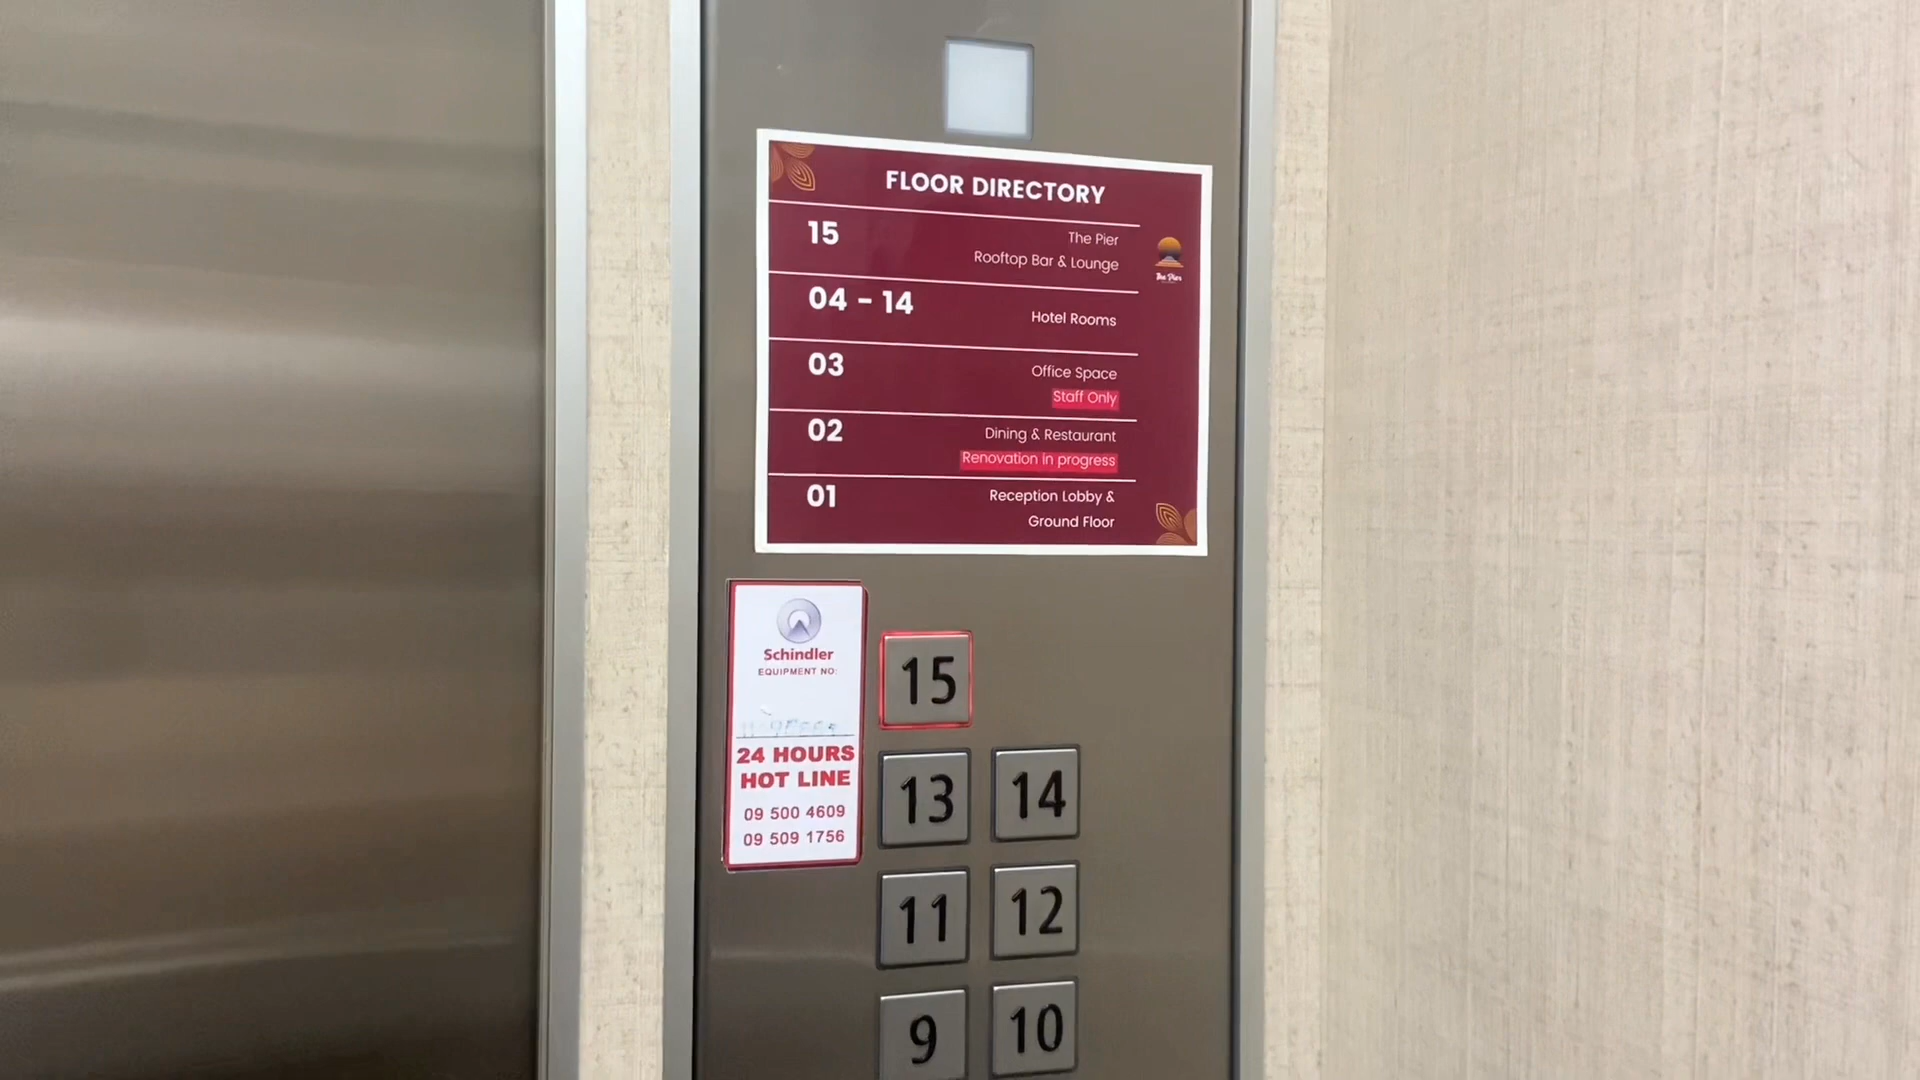 FLOOR DIRECTORY
15
The Pier
Rooftop Bar & Lounge
The Pier
04 - 14
Hotel Rooms
03
Office Space
Staff Only
02
Dining & Restaurant
Renovation in progress
01
Reception Lobby &
Ground Floor
Schindler
EQUIPMENT NO:
24 HOURS
HOT LINE
09 500 4609
09 509 1756
15
13 14
11 12
9 10